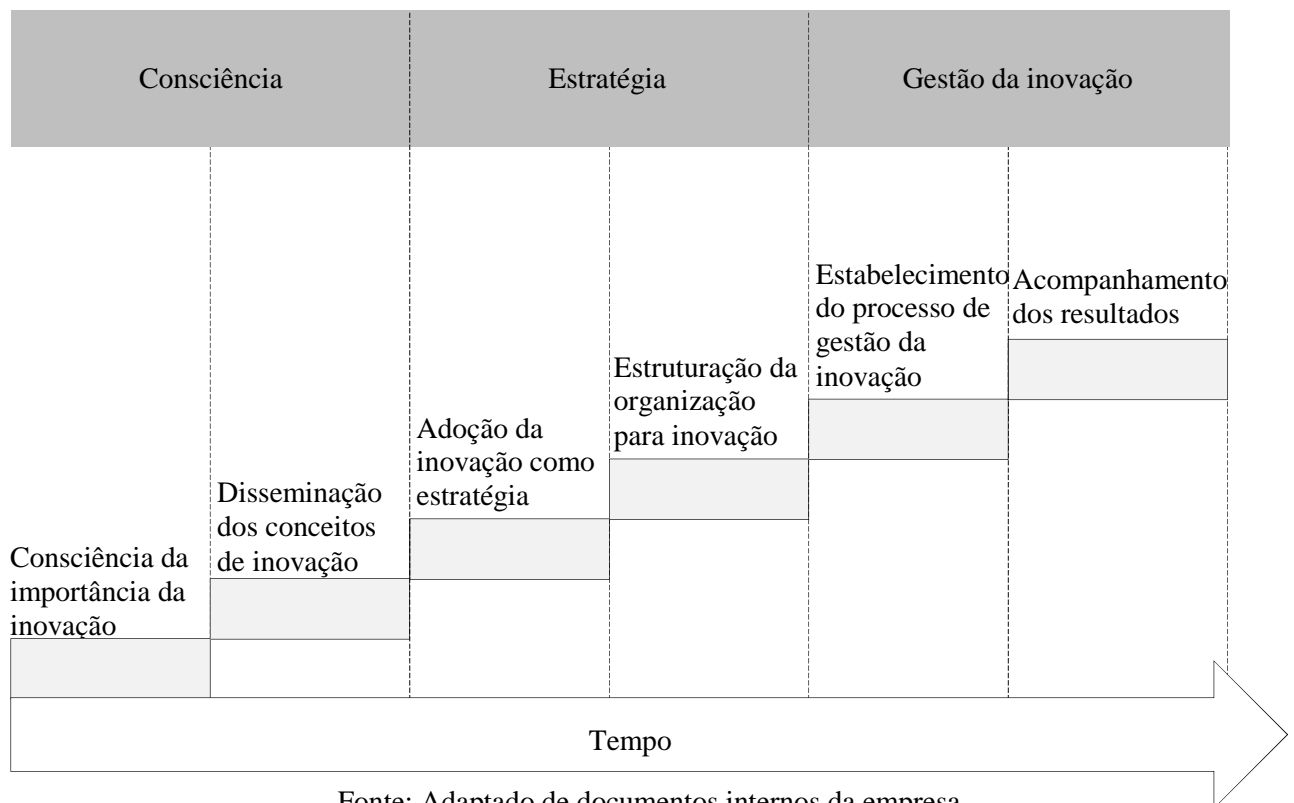 Consciência
Estratégia
Gestão da inovação
Consciência da
importância da
inovação
Disseminação
dos conceitos
de inovação
Adoção da
inovação como
estratégia
Estruturação da
organização
para inovação
Estabelecimento
do processo de
gestão da
inovação
Acompanhamento
dos resultados
Tempo
Fonte: Adaptado de documentos internos da empresa